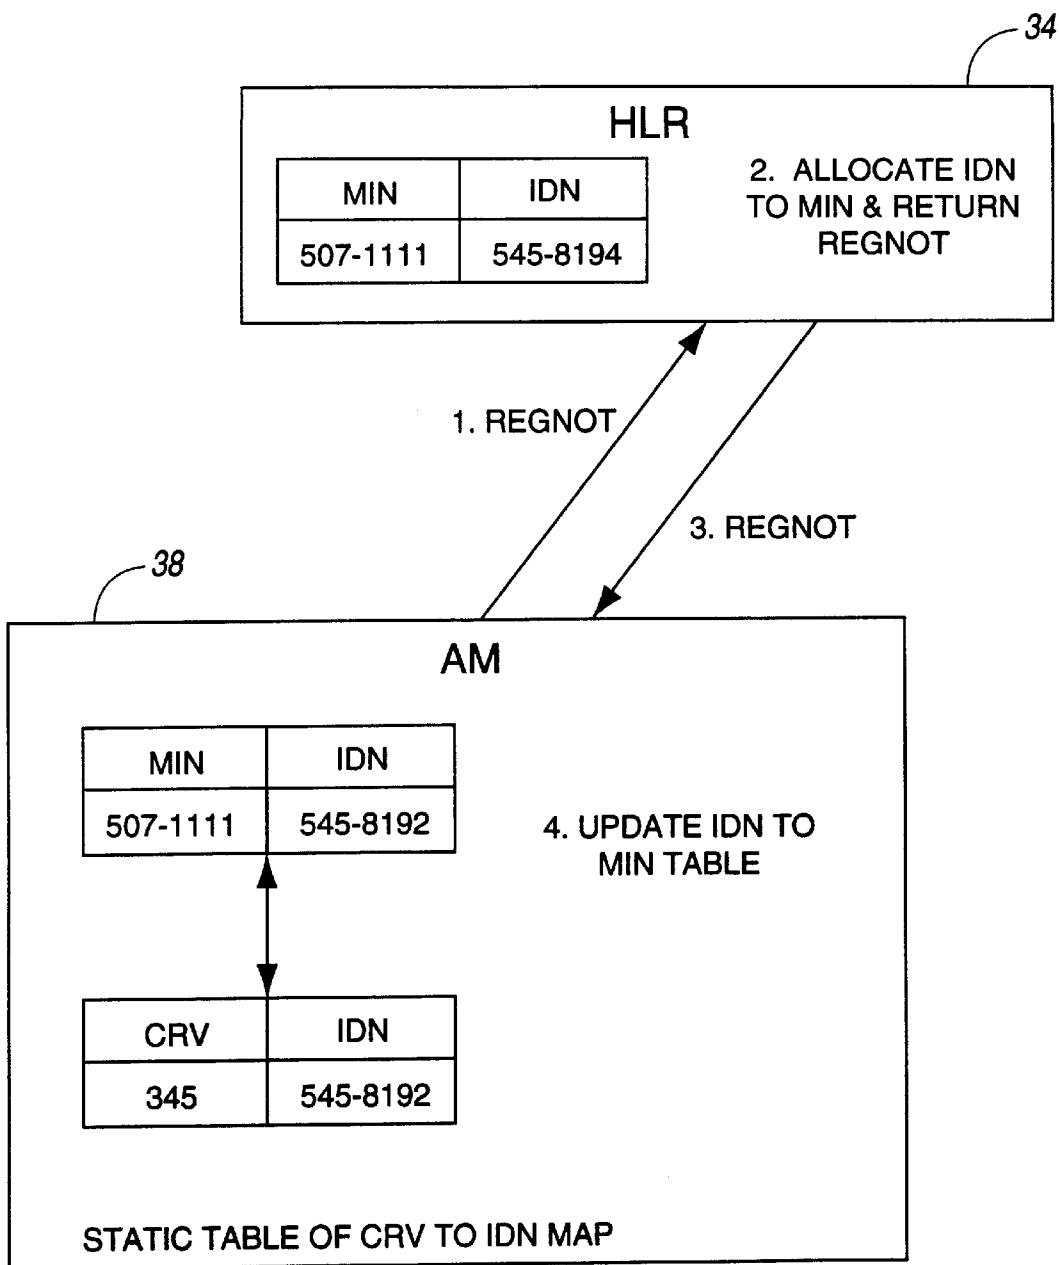 34
HLR
MIN IDN
507-1111 545-8194
2. ALLOCATE IDN
TO MIN & RETURN
REGNOT
1. REGNOT
3. REGNOT
38
AM
MIN IDN
507-1111 545-8192
4. UPDATE IDN TO
MIN TABLE
CRV IDN
345 545-8192
STATIC TABLE OF CRV TO IDN MAP